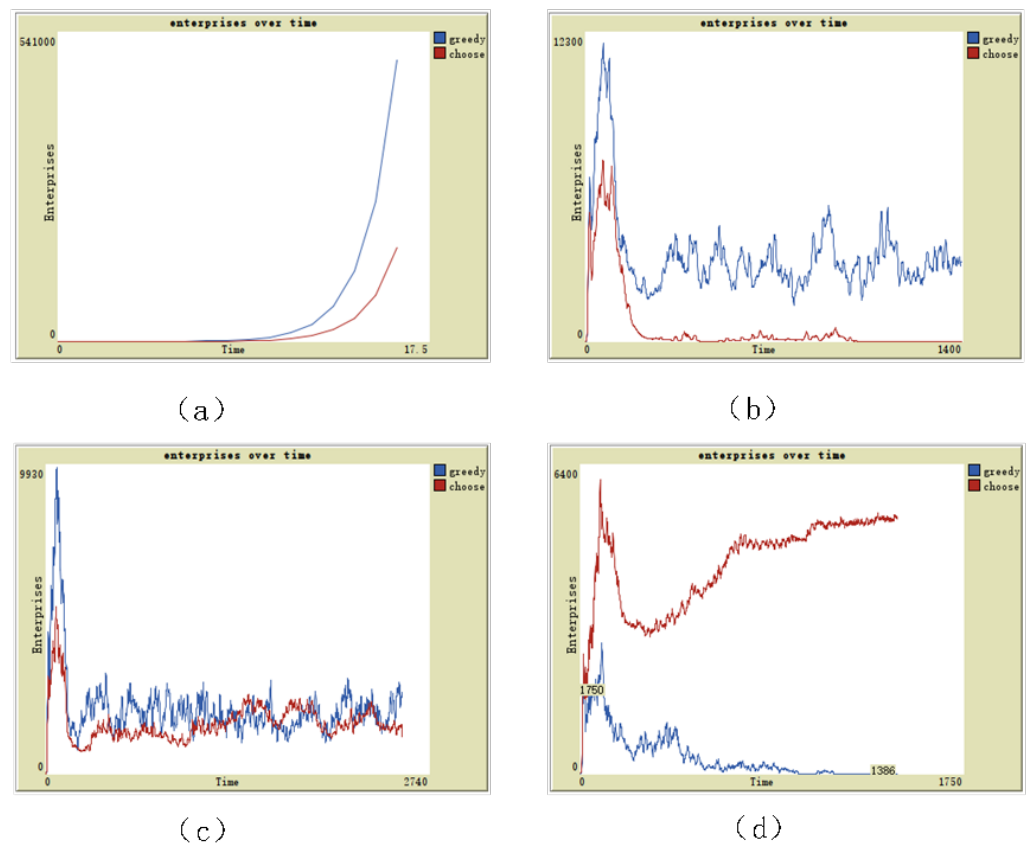 enterprises over time
541000
greedy
choose
Enterprises
0
0
Time
17.5
(a)
enterprises over time
12300
greedy
choose
Enterprises
0
0
Time
1400
(b)
enterprises over time
9930
greedy
choose
Enterprises
0
0
Time
2740
(c)
enterprises over time
6400
greedy
choose
Enterprises
1750
0
1386
0
Time
1750
(d)